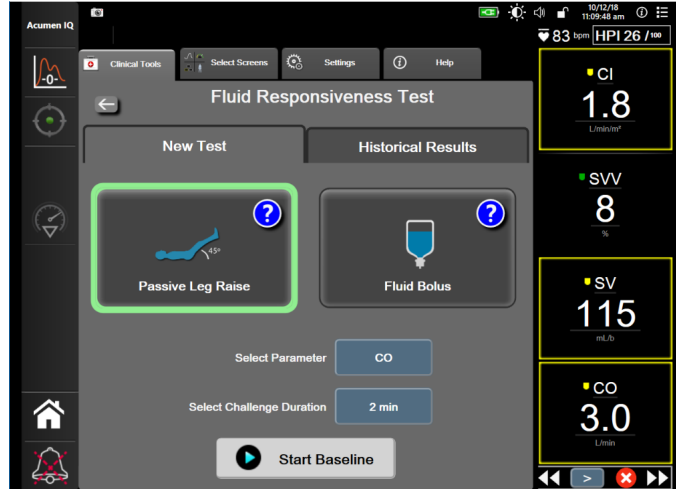 Acumen IQ
10/12/18
11:09:48 am
83 bpm HPI 26 /100
-0-
Clinical Tools
Select Screens
Settings
Help
Fluid Responsiveness Test
New Test
Historical Results
?
45°
Passive Leg Raise
?
Fluid Bolus
Select Parameter
CO
Select Challenge Duration
2 min
Start Baseline
CI
1.8
L/min/m²
SVV
8
%
SV
115
mL/b
CO
3.0
L/min
>